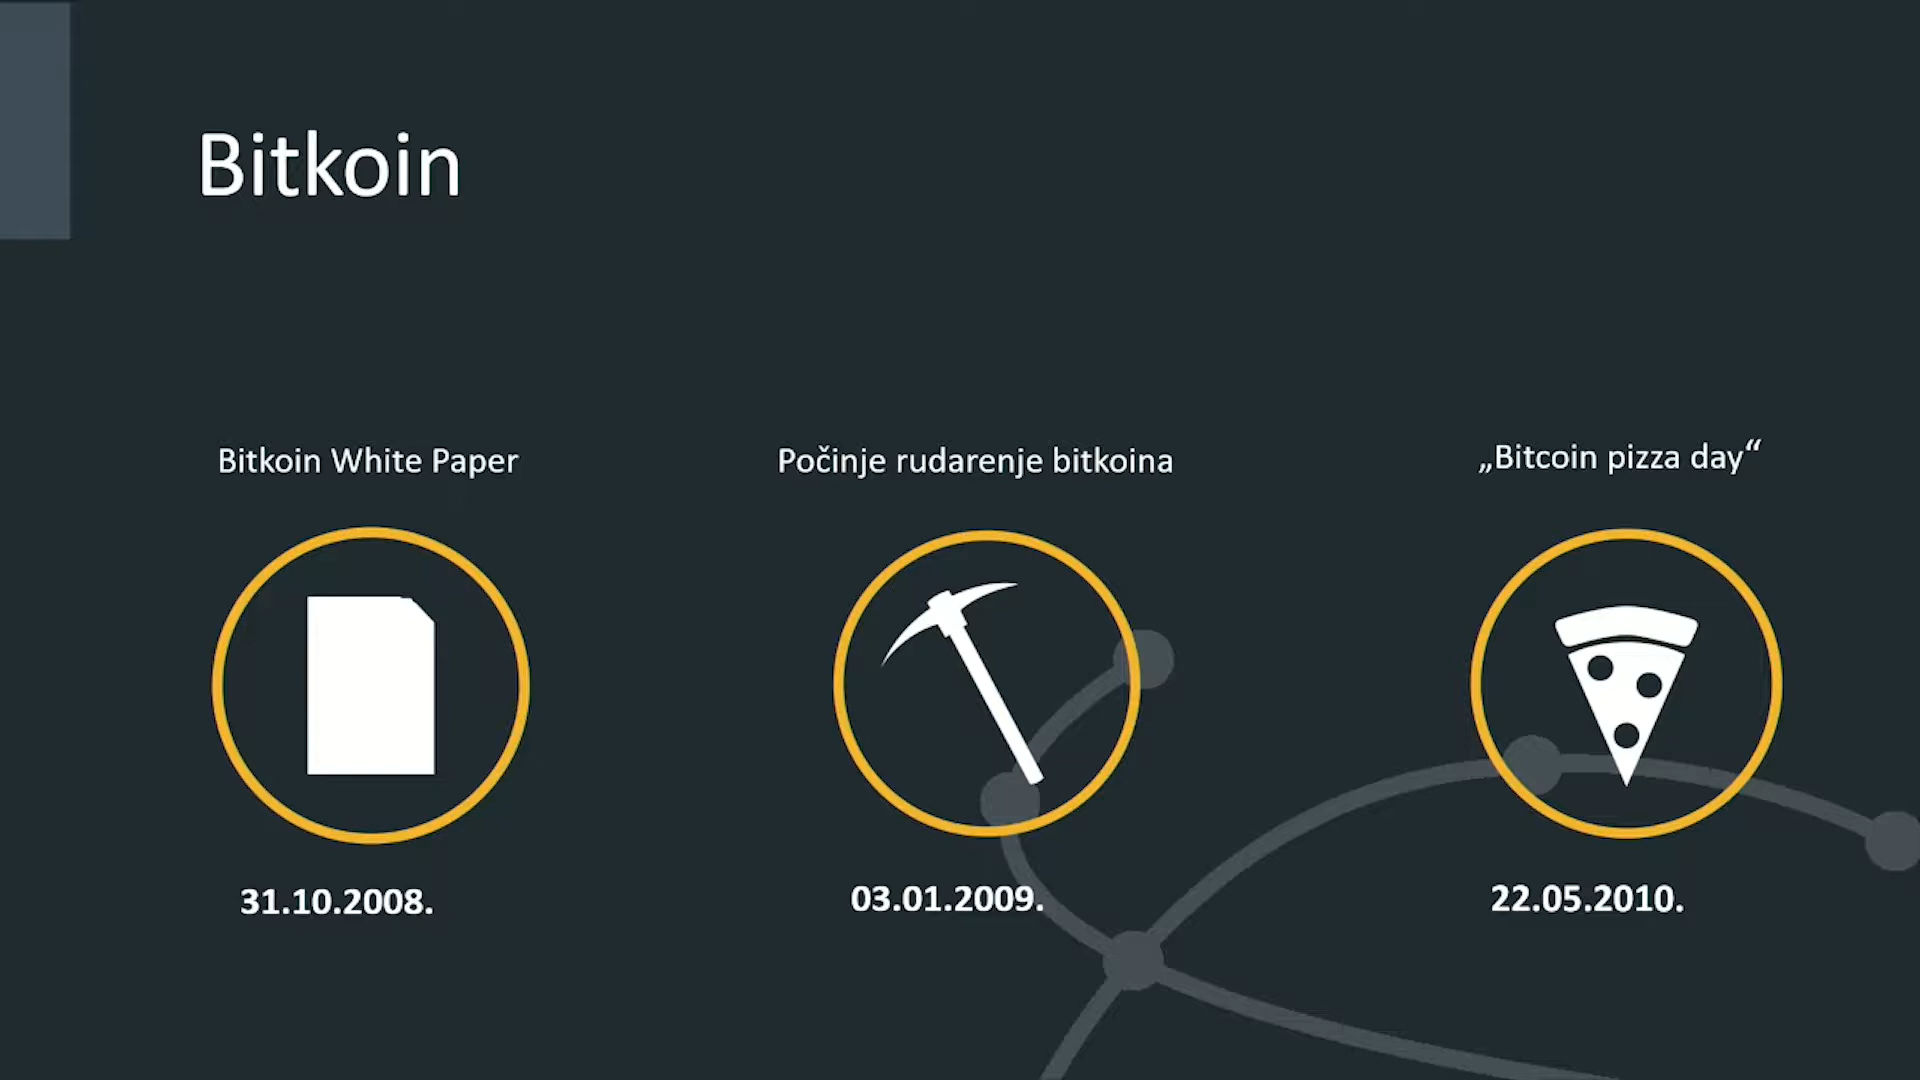 Bitkoin
Bitkoin White Paper
Počinje rudarenje bitkoina
„Bitcoin pizza day“
31.10.2008.
03.01.2009.
22.05.2010.